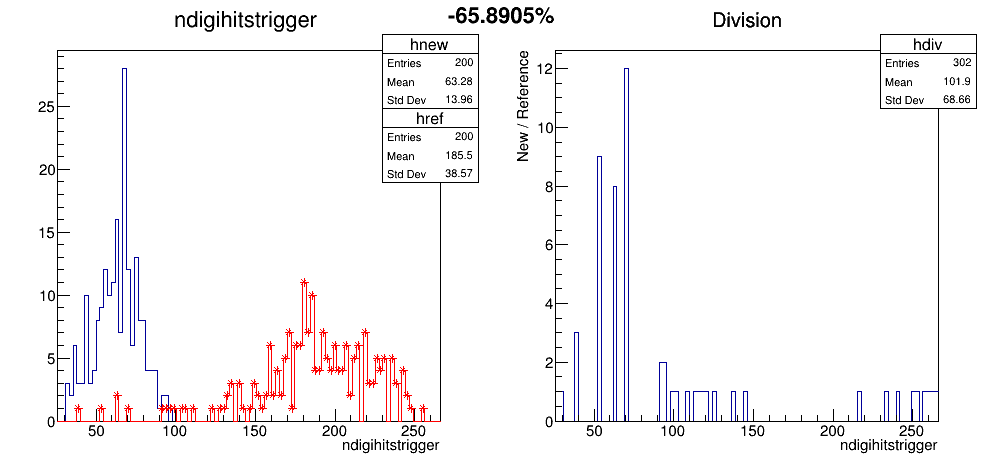 -65.8905%
ndigihitstrigger
hnew
Entries 200
Mean 63.28
Std Dev 13.96
href
Entries 200
Mean 185.5
Std Dev 38.57
25
20
15
10
5
0
50 100 150 200 250
ndigihitstrigger
Division
hdiv
Entries 302
Mean 101.9
Std Dev 68.66
New / Reference
12
10
8
6
4
2
0
50 100 150 200 250
ndigihitstrigger